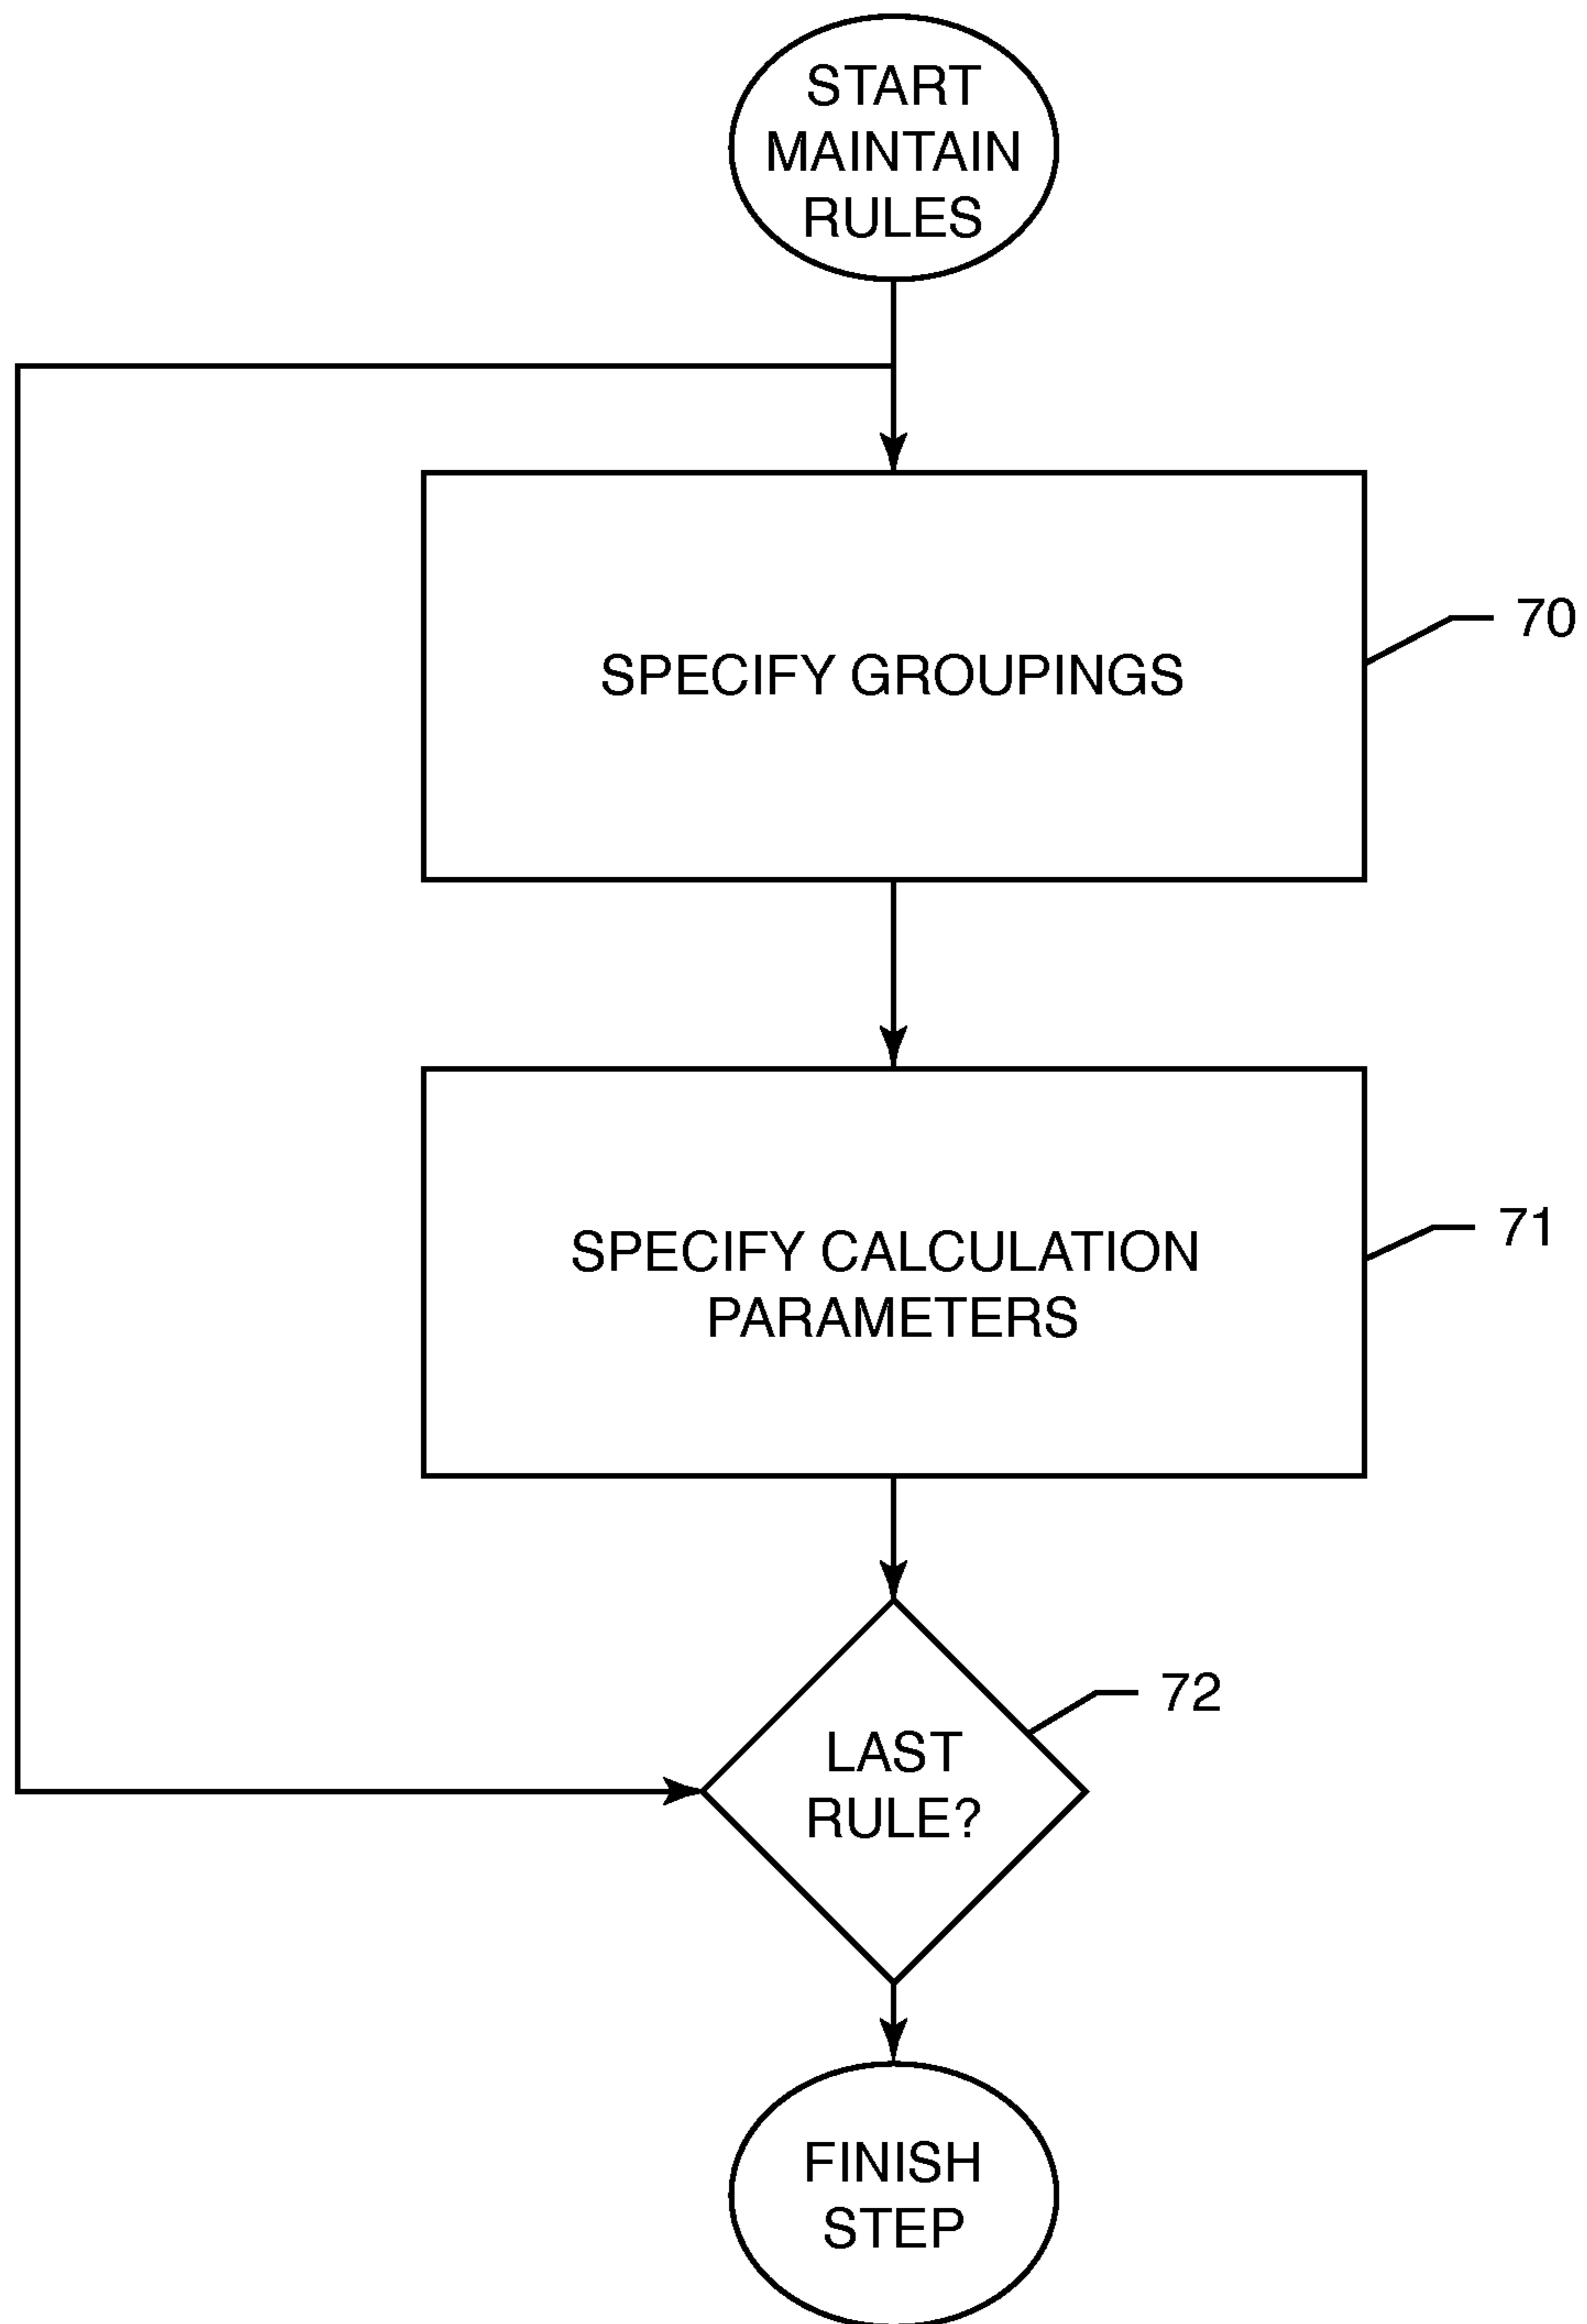 START
MAINTAIN
RULES
SPECIFY GROUPINGS
70
SPECIFY CALCULATION
PARAMETERS
71
LAST
RULE?
72
FINISH
STEP